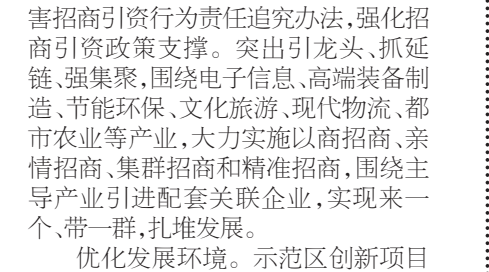 害招商引资行为责任追究办法,强化招
商引资政策支撑。突出引龙头、抓延
链、强集聚,围绕电子信息、高端装备制
造、节能环保、文化旅游、现代物流、都
市农业等产业,大力实施以商招商、亲
情招商、集群招商和精准招商,围绕主
导产业引进配套关联企业,实现来一
个、带一群,扎堆发展。
优化发展环境。示范区创新项目